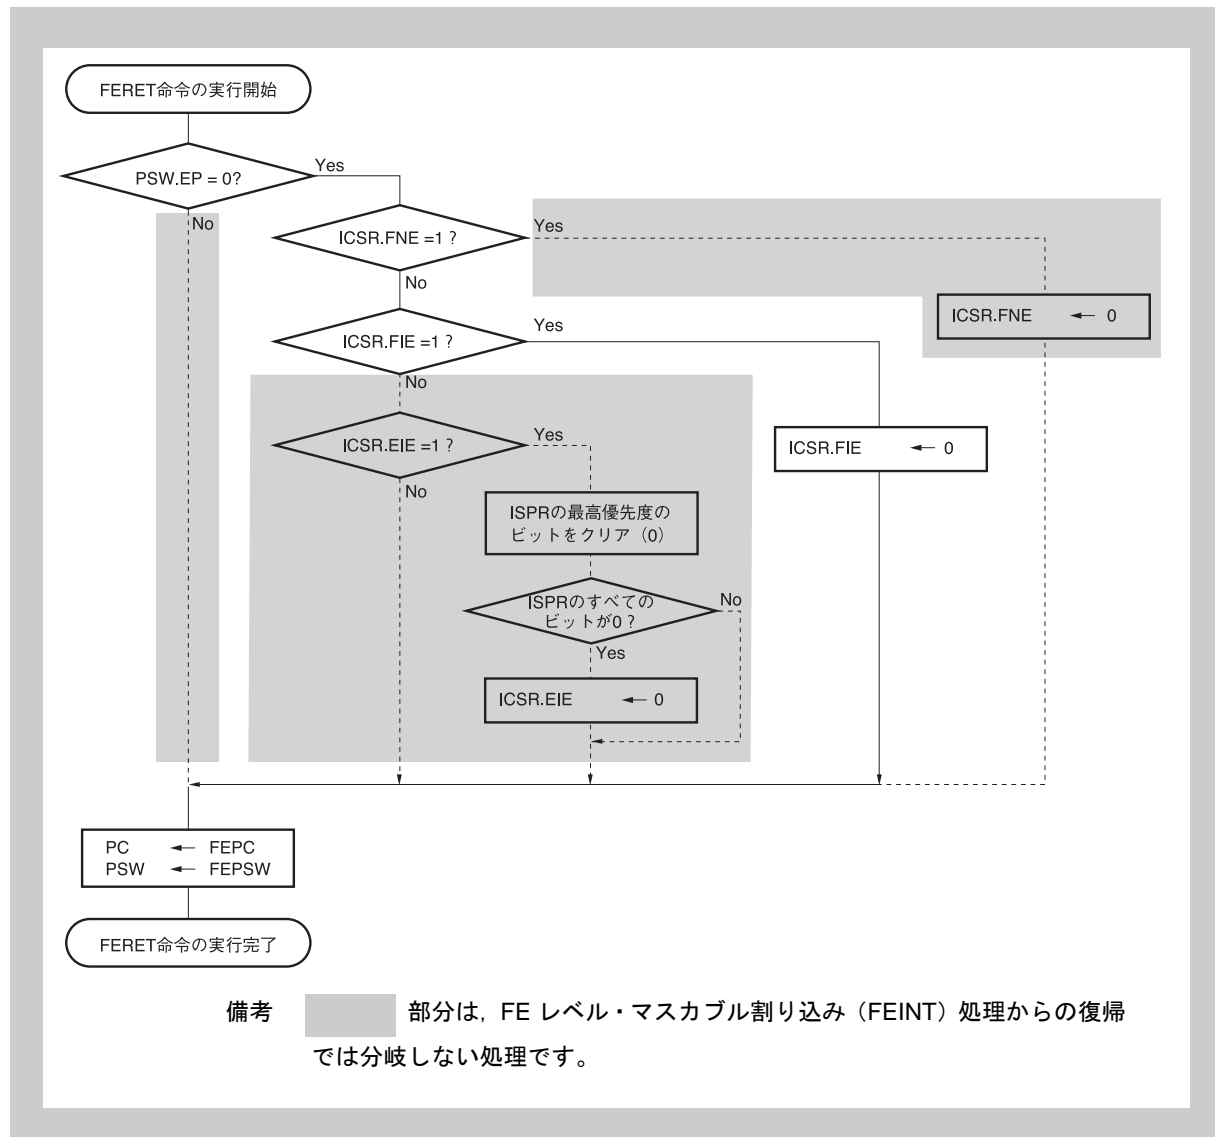 FERET命令の実行開始
PSW.EP = 0?
Yes
No
ICSR.FNE =1 ?
Yes
No
ICSR.FNE ← 0
ICSR.FIE =1 ?
Yes
No
ICSR.EIE =1 ?
Yes
No
ICSR.FIE ← 0
ISPRの最高優先度の
ビットをクリア（0）
ISPRのすべての
ビットが0 ?
No
Yes
ICSR.EIE ← 0
PC ← FEPC
PSW ← FEPSW
FERET命令の実行完了
備考 部分は，FE レベル・マスカブル割り込み（FEINT）処理からの復帰
では分岐しない処理です。